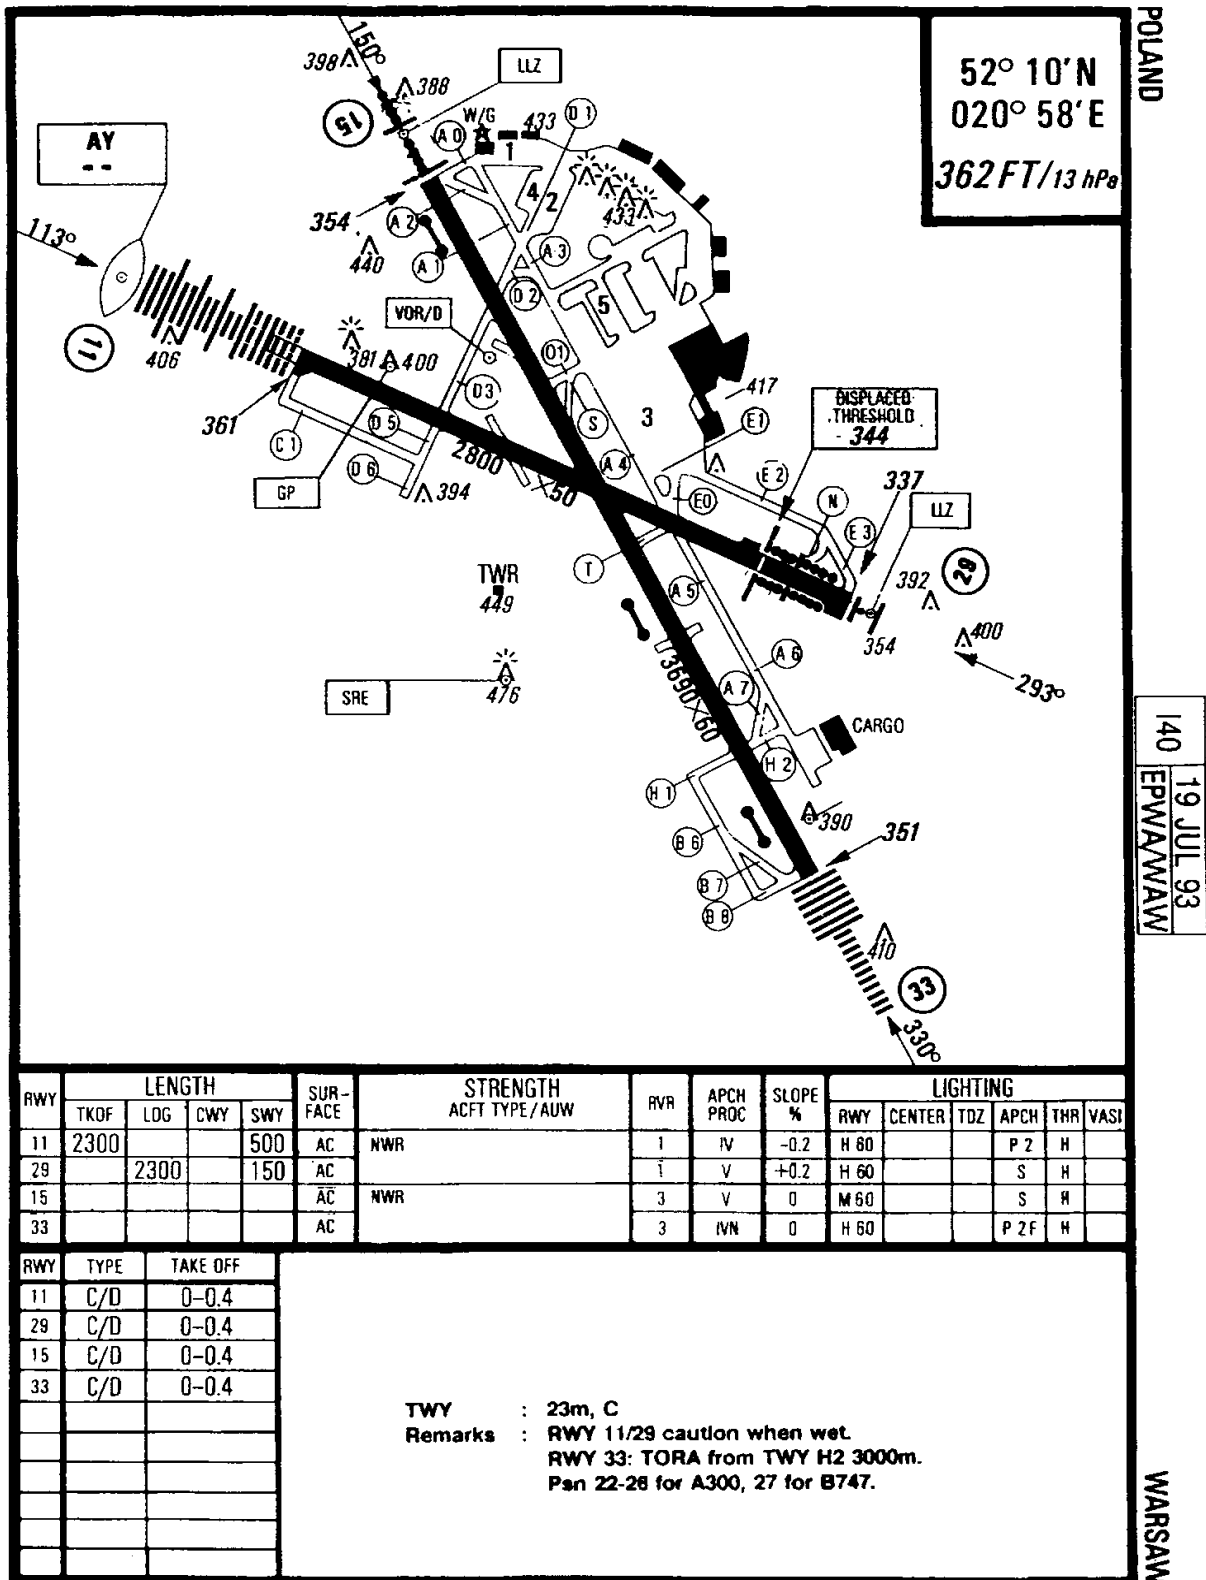 POLAND
52° 10'N
020° 58'E
362 FT/13 hPa
150°
398
388
LLZ
15
W/G
433
D 1
A 0
1
AY
--
4
2
433
354
A 2
440
A 1
A 3
113°
D 2
5
VOR/D
11
406
381
400
O1
417
361
D3
DISPLACED
THRESHOLD
344
C 1
D 5
S
3
E1
2800×50
A 4
D 6
GP
394
E0
E 2
337
N
LLZ
E 3
T
TWR
449
A 5
392
29
354
400
A 6
293°
476
SRE
3690×60
A 7
CARGO
H 2
H 1
390
351
B 6
B 7
B 8
410
33
330°
140
19 JUL 93
EPWA/WAW
RWY LENGTH SUR-FACE STRENGTH ACFT TYPE/AUW RVR APCH PROC SLOPE % LIGHTING
TKOF LDG CWY SWY RWY CENTER TDZ APCH THR VASI
11 2300 500 AC NWR 1 IV -0.2 H 60 P 2 H
29 2300 150 AC 1 V +0.2 H 60 S H
15 AC NWR 3 V 0 M 60 S H
33 AC 3 IVN 0 H 60 P 2F H
RWY TYPE TAKE OFF
11 C/D 0-0.4
29 C/D 0-0.4
15 C/D 0-0.4
33 C/D 0-0.4
TWY : 23m, C
Remarks : RWY 11/29 caution when wet.
RWY 33: TORA from TWY H2 3000m.
Psn 22-26 for A300, 27 for B747.
WARSAW